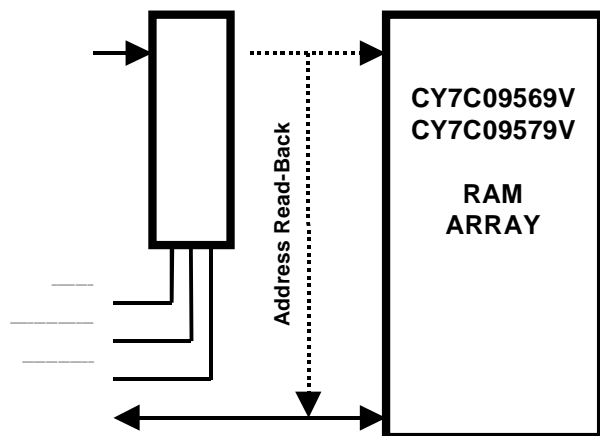 CY7C09569V
CY7C09579V
RAM
ARRAY
Address Read-Back